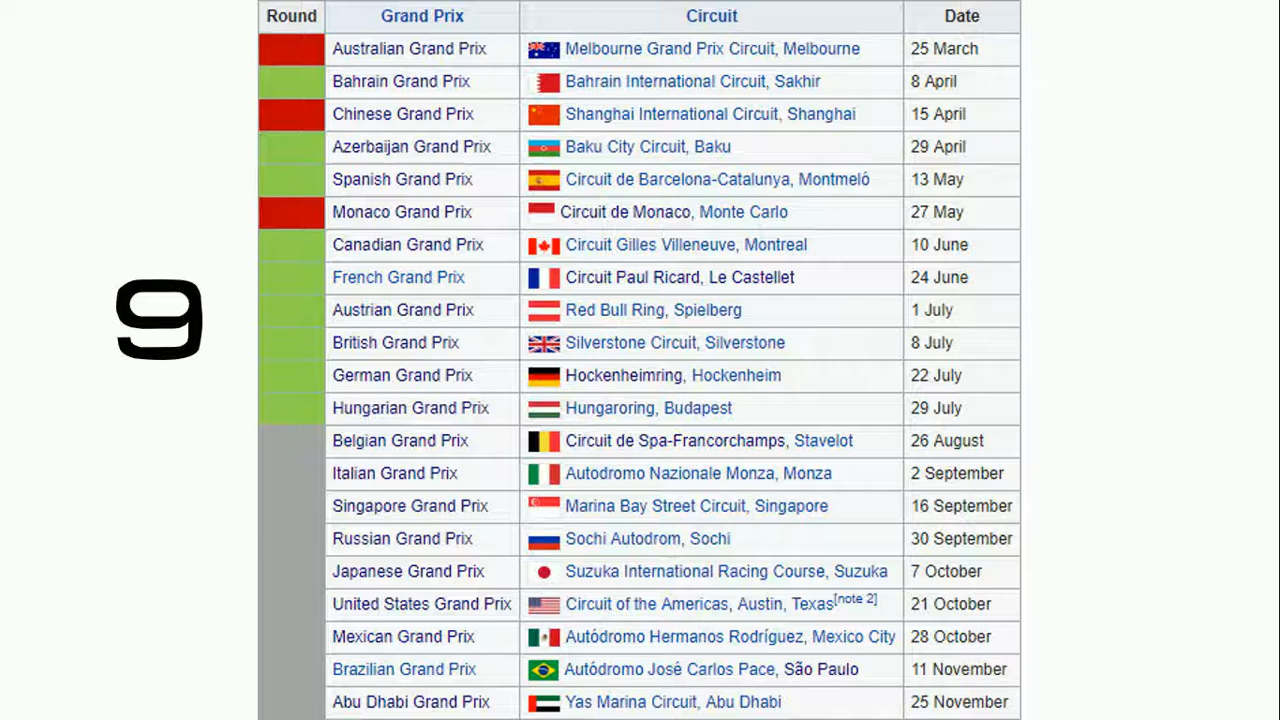 Round Grand Prix Circuit Date
Australian Grand Prix Melbourne Grand Prix Circuit, Melbourne 25 March
Bahrain Grand Prix Bahrain International Circuit, Sakhir 8 April
Chinese Grand Prix Shanghai International Circuit, Shanghai 15 April
Azerbaijan Grand Prix Baku City Circuit, Baku 29 April
Spanish Grand Prix Circuit de Barcelona-Catalunya, Montmeló 13 May
Monaco Grand Prix Circuit de Monaco, Monte Carlo 27 May
Canadian Grand Prix Circuit Gilles Villeneuve, Montreal 10 June
French Grand Prix Circuit Paul Ricard, Le Castellet 24 June
9
Austrian Grand Prix Red Bull Ring, Spielberg 1 July
British Grand Prix Silverstone Circuit, Silverstone 8 July
German Grand Prix Hockenheimring, Hockenheim 22 July
Hungarian Grand Prix Hungaroring, Budapest 29 July
Belgian Grand Prix Circuit de Spa-Francorchamps, Stavelot 26 August
Italian Grand Prix Autodromo Nazionale Monza, Monza 2 September
Singapore Grand Prix Marina Bay Street Circuit, Singapore 16 September
Russian Grand Prix Sochi Autodrom, Sochi 30 September
Japanese Grand Prix Suzuka International Racing Course, Suzuka 7 October
United States Grand Prix Circuit of the Americas, Austin, Texas[note 2] 21 October
Mexican Grand Prix Autódromo Hermanos Rodríguez, Mexico City 28 October
Brazilian Grand Prix Autódromo José Carlos Pace, São Paulo 11 November
Abu Dhabi Grand Prix Yas Marina Circuit, Abu Dhabi 25 November